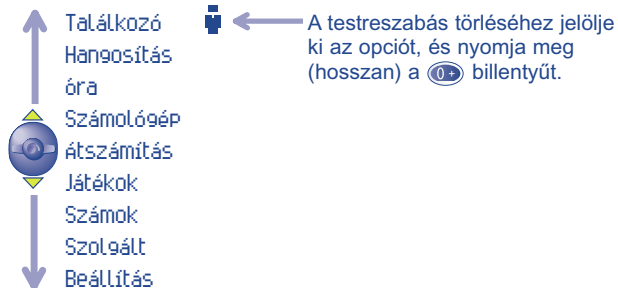 Találkozó
Hangosítás
óra
Számológép
átszámítás
Játékok
Számok
Szolgált
Beállítás
A testreszabás törléséhez jelölje
ki az opciót, és nyomja meg
(hosszan) a 0+ billentyűt.